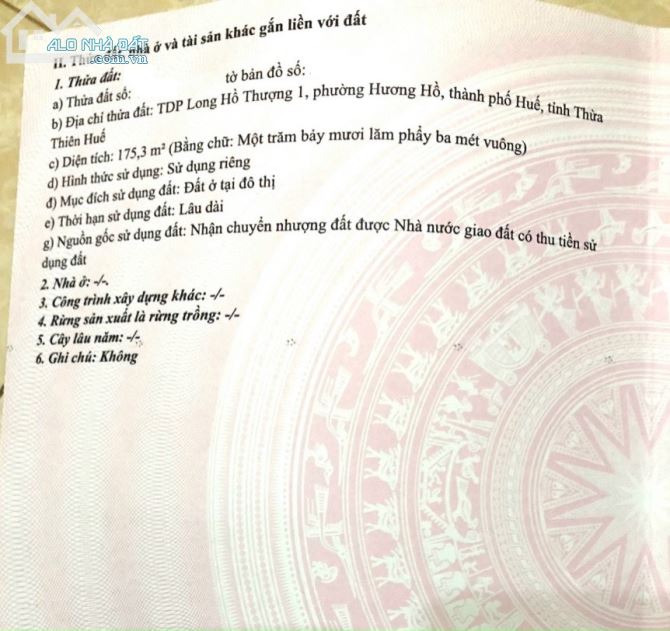 ALO NHÀ ĐẤT
.com.vn
II. Thửa đất, nhà ở và tài sản khác gắn liền với đất
1. Thửa đất:
a) Thửa đất số: tờ bản đồ số:
b) Địa chỉ thửa đất: TDP Long Hồ Thượng 1, phường Hương Hồ, thành phố Huế, tỉnh Thừa
Thiên Huế
c) Diện tích: 175,3 m² (Bằng chữ: Một trăm bảy mươi lăm phẩy ba mét vuông)
d) Hình thức sử dụng: Sử dụng riêng
đ) Mục đích sử dụng đất: Đất ở tại đô thị
e) Thời hạn sử dụng đất: Lâu dài
g) Nguồn gốc sử dụng đất: Nhận chuyển nhượng đất được Nhà nước giao đất có thu tiền sử
dụng đất
2. Nhà ở: -/-
3. Công trình xây dựng khác: -/-
4. Rừng sản xuất là rừng trồng: -/-
5. Cây lâu năm: -/-
6. Ghi chú: Không